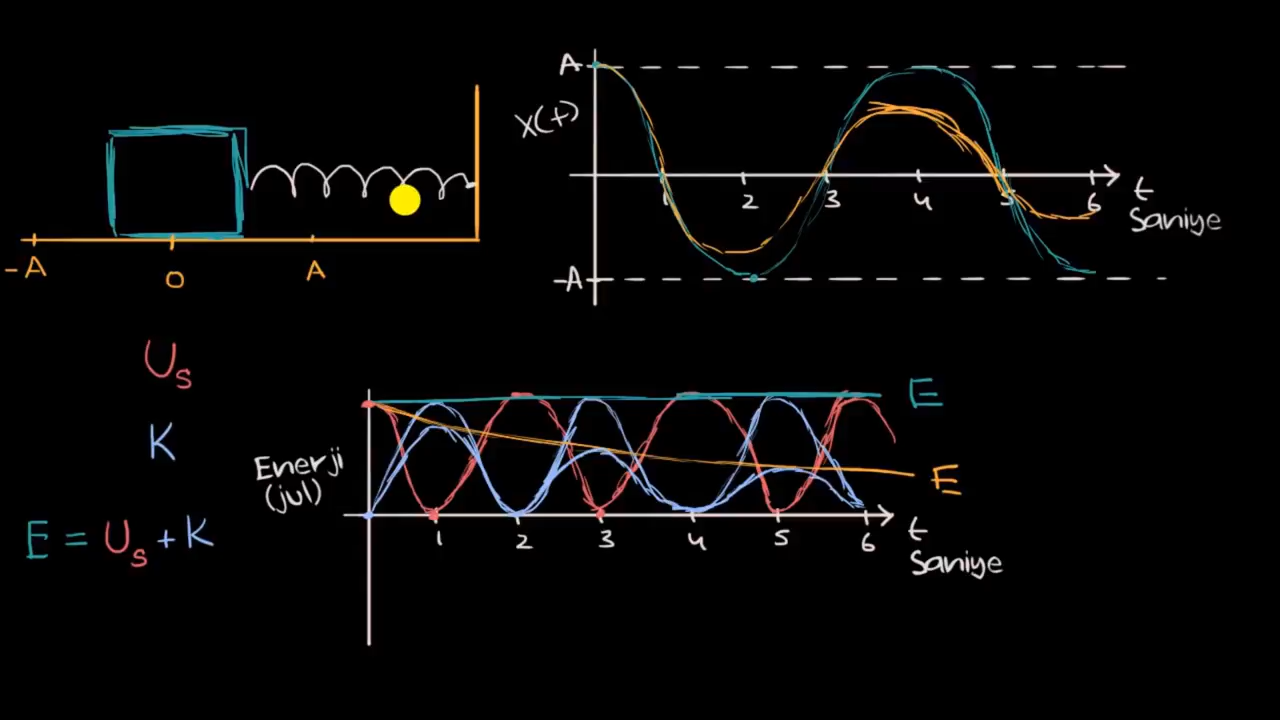 -A
0
A
A
X(t)
-A
1 2 3 4 5 6
t
Saniye
Us
K
E = Us + K
Enerji
(jul)
E
E
1 2 3 4 5 6
t
Saniye